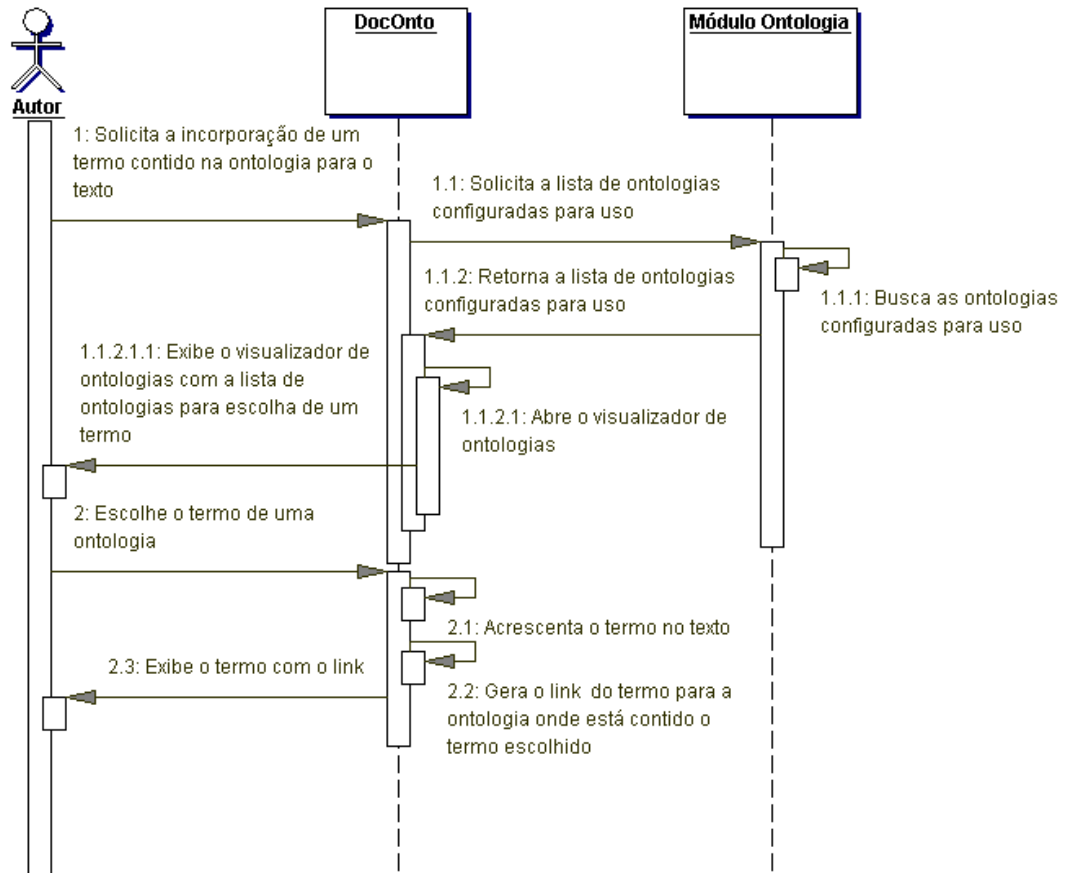 DocOnto
Módulo Ontologia
Autor
1: Solicita a incorporação de um
termo contido na ontologia para o
texto
1.1: Solicita a lista de ontologias
configuradas para uso
1.1.2: Retorna a lista de ontologias
configuradas para uso
1.1.1: Busca as ontologias
configuradas para uso
1.1.2.1.1: Exibe o visualizador de
ontologias com a lista de
ontologias para escolha de um
termo
1.1.2.1: Abre o visualizador de
ontologias
2: Escolhe o termo de uma
ontologia
2.1: Acrescenta o termo no texto
2.3: Exibe o termo com o link
2.2: Gera o link do termo para a
ontologia onde está contido o
termo escolhido